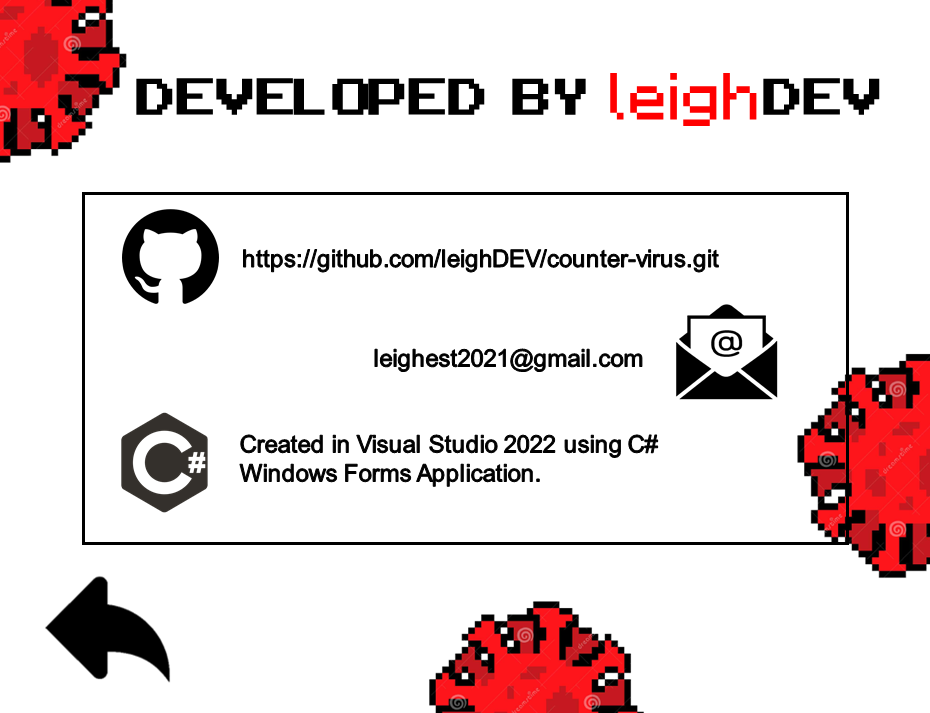 DEVELOPED BY leighDEV
https://github.com/leighDEV/counter-virus.git
@
leighest2021@gmail.com
C#
Created in Visual Studio 2022 using C#
Windows Forms Application.